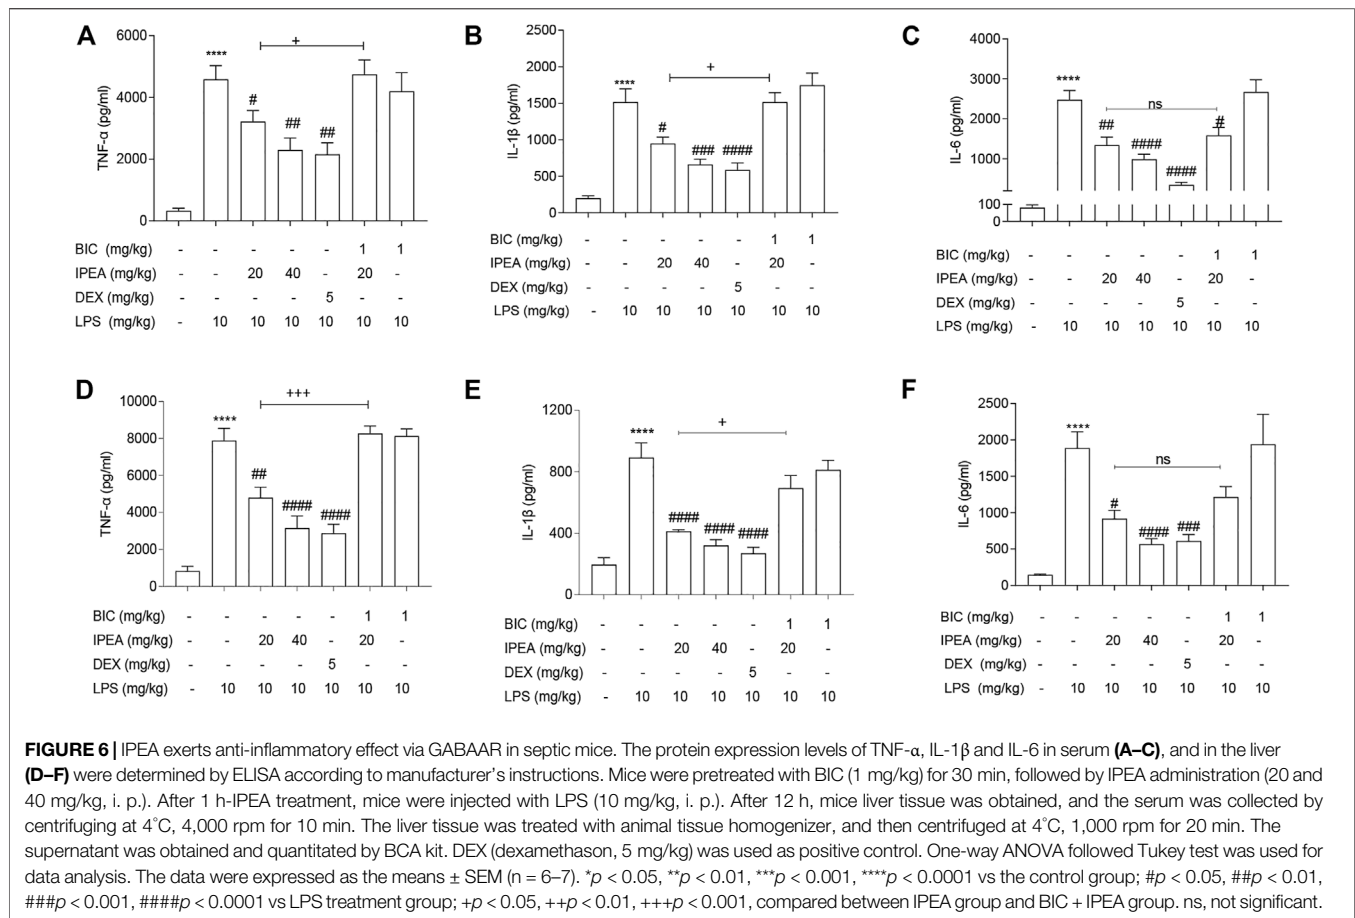 A
6000
4000
2000
0
TNF-α (pg/ml)
****
#
##
##
+
BIC (mg/kg) - - - - - 1 1
IPEA (mg/kg) - - 20 40 - 20 -
DEX (mg/kg) - - - - 5 - -
LPS (mg/kg) - 10 10 10 10 10 10
B
2500
2000
1500
1000
500
0
IL-1β (pg/ml)
****
#
###
####
+
BIC (mg/kg) - - - - - 1 1
IPEA (mg/kg) - - 20 40 - 20 -
DEX (mg/kg) - - - - 5 - -
LPS (mg/kg) - 10 10 10 10 10 10
C
4000
3000
2000
1000
100
0
IL-6 (pg/ml)
****
##
####
####
#
ns
BIC (mg/kg) - - - - - 1 1
IPEA (mg/kg) - - 20 40 - 20 -
DEX (mg/kg) - - - - 5 - -
LPS (mg/kg) - 10 10 10 10 10 10
D
10000
8000
6000
4000
2000
0
TNF-α (pg/ml)
****
##
####
####
+++
BIC (mg/kg) - - - - - 1 1
IPEA (mg/kg) - - 20 40 - 20 -
DEX (mg/kg) - - - - 5 - -
LPS (mg/kg) - 10 10 10 10 10 10
E
1200
800
400
0
IL-1β (pg/ml)
****
####
####
####
+
BIC (mg/kg) - - - - - 1 1
IPEA (mg/kg) - - 20 40 - 20 -
DEX (mg/kg) - - - - 5 - -
LPS (mg/kg) - 10 10 10 10 10 10
F
2500
2000
1500
1000
500
0
IL-6 (pg/ml)
****
#
####
###
ns
BIC (mg/kg) - - - - - 1 1
IPEA (mg/kg) - - 20 40 - 20 -
DEX (mg/kg) - - - - 5 - -
LPS (mg/kg) - 10 10 10 10 10 10
FIGURE 6 | IPEA exerts anti-inflammatory effect via GABAAR in septic mice. The protein expression levels of TNF-α, IL-1β and IL-6 in serum (A–C), and in the liver
(D–F) were determined by ELISA according to manufacturer's instructions. Mice were pretreated with BIC (1 mg/kg) for 30 min, followed by IPEA administration (20 and
40 mg/kg, i. p.). After 1 h-IPEA treatment, mice were injected with LPS (10 mg/kg, i. p.). After 12 h, mice liver tissue was obtained, and the serum was collected by
centrifuging at 4°C, 4,000 rpm for 10 min. The liver tissue was treated with animal tissue homogenizer, and then centrifuged at 4°C, 1,000 rpm for 20 min. The
supernatant was obtained and quantitated by BCA kit. DEX (dexamethason, 5 mg/kg) was used as positive control. One-way ANOVA followed Tukey test was used for
data analysis. The data were expressed as the means ± SEM (n = 6–7). *p < 0.05, **p < 0.01, ***p < 0.001, ****p < 0.0001 vs the control group; #p < 0.05, ##p < 0.01,
###p < 0.001, ####p < 0.0001 vs LPS treatment group; +p < 0.05, ++p < 0.01, +++p < 0.001, compared between IPEA group and BIC + IPEA group. ns, not significant.